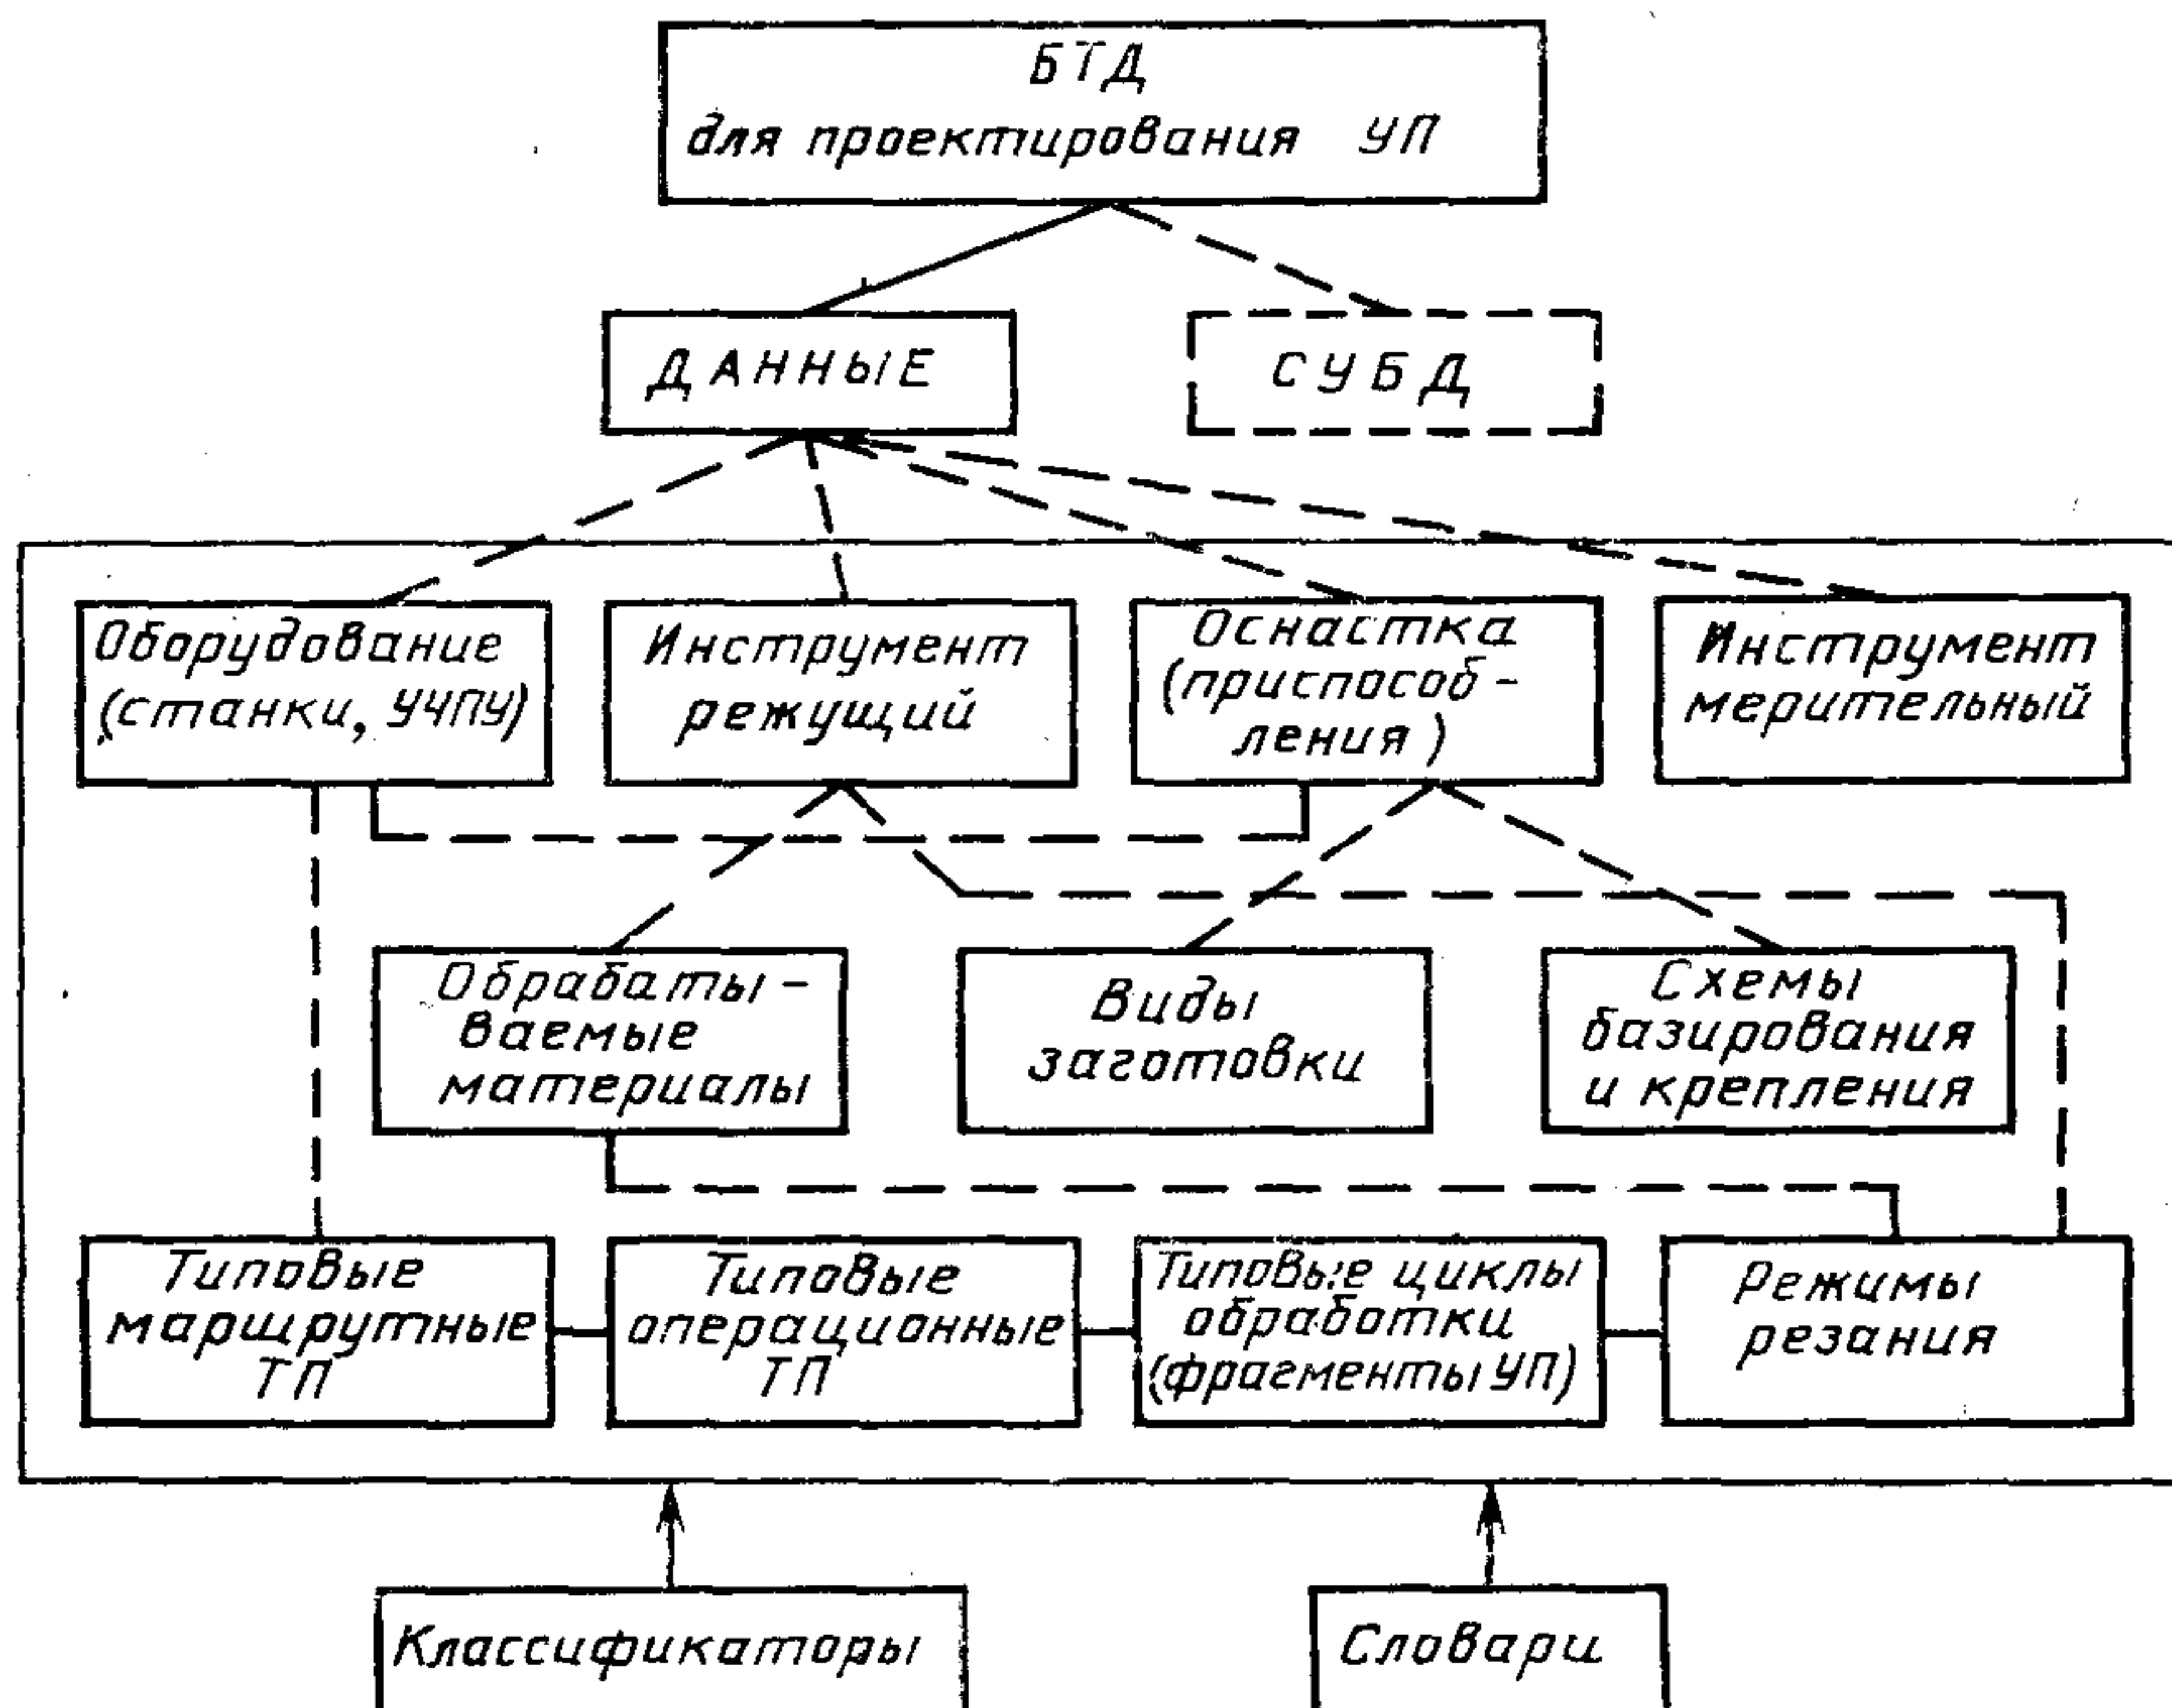 БТД
для проектирования УП
ДАННЫЕ
СУБД
Оборудование
(станки, УЧПУ)
Инструмент
режущий
Оснастка
(приспособ-
ления)
Инструмент
мерительный
Обрабаты-
ваемые
материалы
Виды
заготовки
Схемы
базирования
и крепления
Типовые
маршрутные
ТП
Типовые
операционные
ТП
Типовые циклы
обработки
(фрагменты УП)
Режимы
резания
Классификаторы
Словари